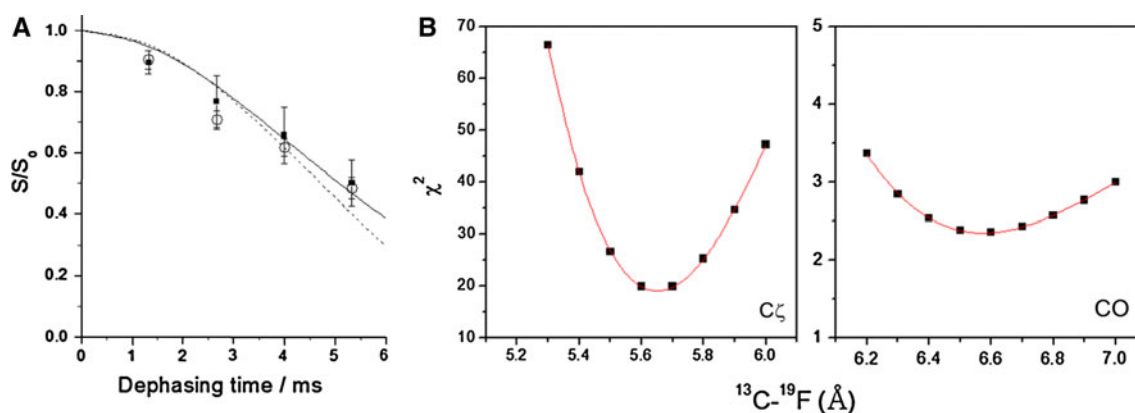 A
S/S₀
1.0
0.8
0.6
0.4
0.2
0.0
0 1 2 3 4 5 6
Dephasing time / ms
B
χ²
70
60
50
40
30
20
10
5.2 5.4 5.6 5.8 6.0
Cζ
5
4
3
2
1
6.2 6.4 6.6 6.8 7.0
CO
¹³C-¹⁹F (Å)